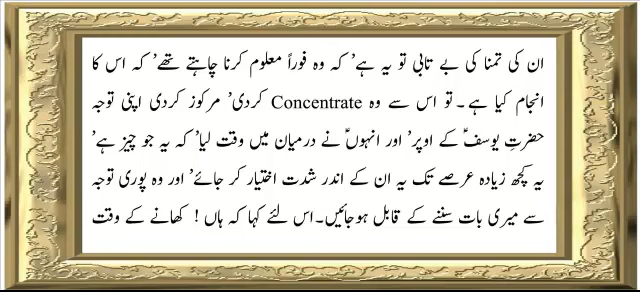 ان کی تمنا کی بے تابی تو یہ ہے’ کہ وہ فوراً معلوم کرنا چاہتے تھے’ کہ اس کا
انجام کیا ہے ۔ تو اس سے وہ Concentrate کردی’ مرکوز کردی اپنی توجہ
حضرتِ یوسفؑ کے اوپر’ اور انہوںؑ نے درمیان میں وقت لیا’ کہ یہ جو چیز ہے’
یہ کچھ زیادہ عرصے تک یہ ان کے اندر شدت اختیار کر جائے’ اور وہ پوری توجہ
سے میری بات سننے کے قابل ہوجائیں۔ اس لئے کہا کہ ہاں ! کھانے کے وقت